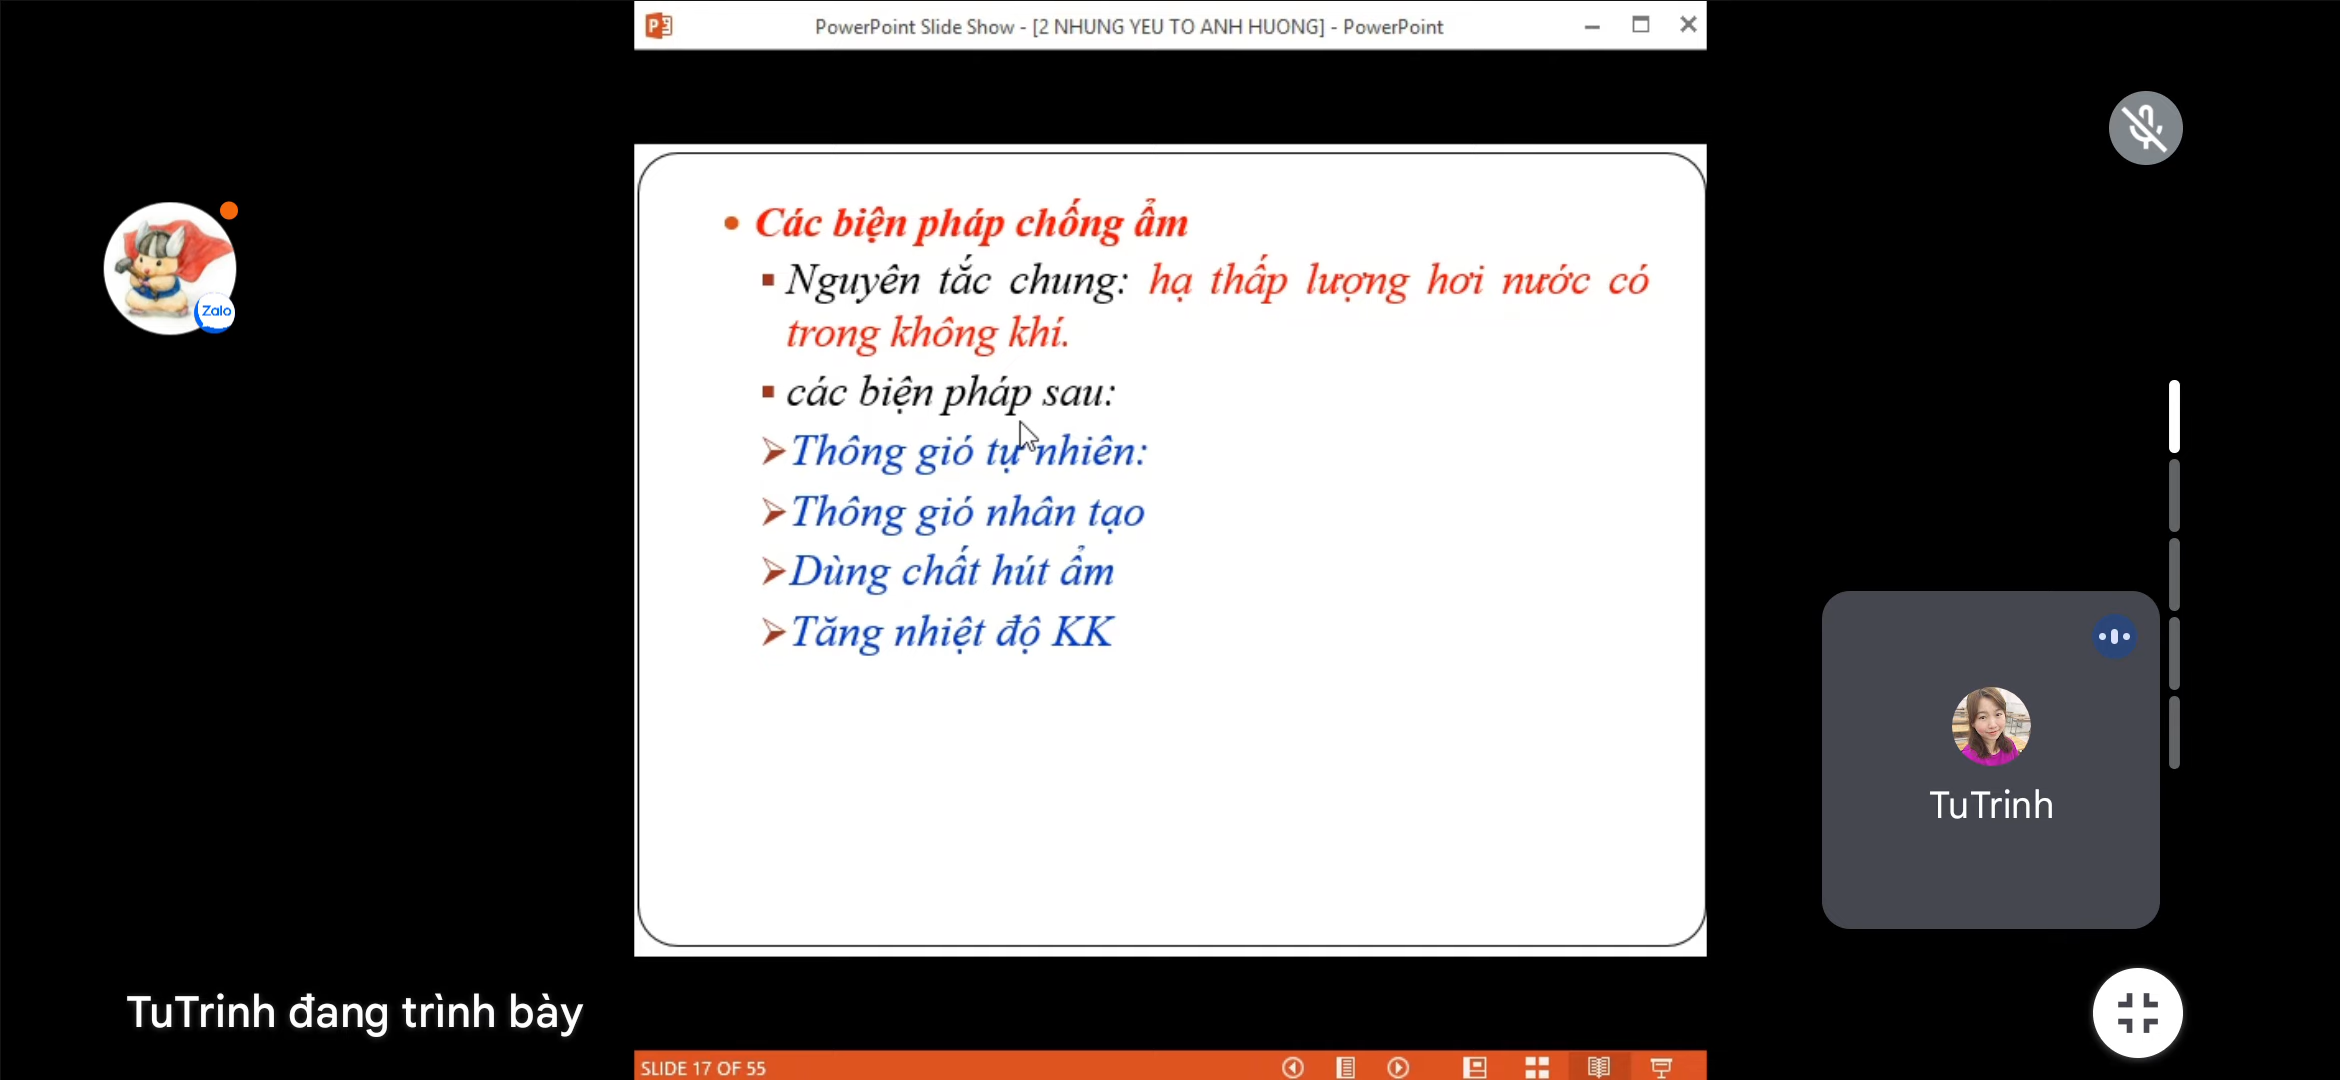 PowerPoint Slide Show - [2 NHUNG YEU TO ANH HUONG] - PowerPoint
Các biện pháp chống ẩm
Nguyên tắc chung: hạ thấp lượng hơi nước có
trong không khí.
các biện pháp sau:
Thông gió tự nhiên:
Thông gió nhân tạo
Dùng chất hút ẩm
Tăng nhiệt độ KK
Zalo
TuTrinh
TuTrinh đang trình bày
SLIDE 17 OF 55